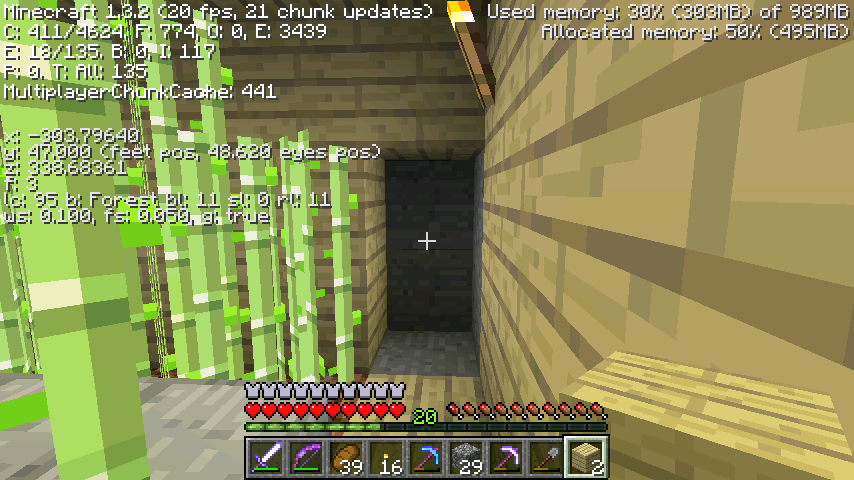 Minecraft 1.3.2 (20 fps, 21 chunk updates)
Used memory: 30% (303MB) of 989MB
C: 411/4624, F: 774, O: 0, E: 3439
Allocated memory: 50% (495MB)
E: 18/135. B: 0, I: 117
P: 0. T: All: 135
MultiplayerChunkCache: 441
x: -303.79640
y: 47.000 (feet pos, 48.620 eyes pos)
z: 338.68361
f: 3
lc: 95 b: Forest bl: 11 sl: 0 rl: 11
ws: 0.100, fs: 0.050, g: true
20
39
16
29
2